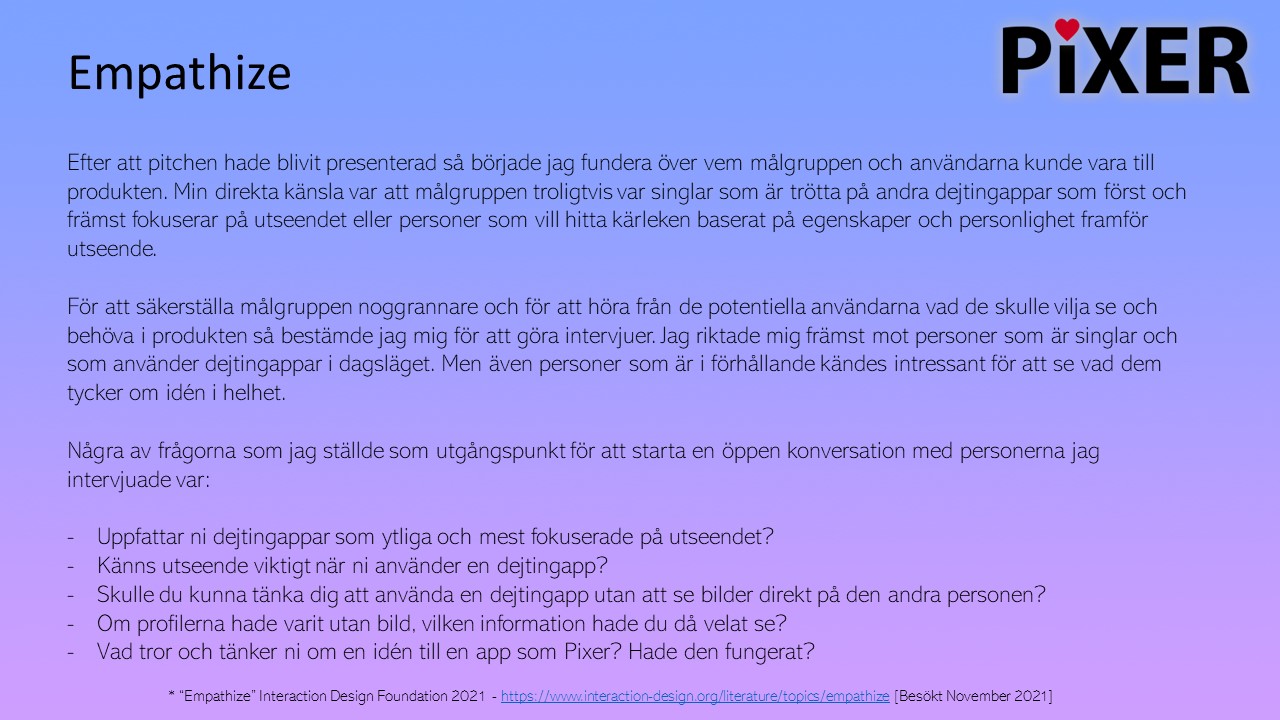 Empathize
PiXER
Efter att pitchen hade blivit presenterad så började jag fundera över vem målgruppen och användarna kunde vara till
produkten. Min direkta känsla var att målgruppen troligtvis var singlar som är trötta på andra dejtingappar som först och
främst fokuserar på utseendet eller personer som vill hitta kärleken baserat på egenskaper och personlighet framför
utseende.
För att säkerställa målgruppen noggrannare och för att höra från de potentiella användarna vad de skulle vilja se och
behöva i produkten så bestämde jag mig för att göra intervjuer. Jag riktade mig främst mot personer som är singlar och
som använder dejtingappar i dagsläget. Men även personer som är i förhållande kändes intressant för att se vad dem
tycker om idén i helhet.
Några av frågorna som jag ställde som utgångspunkt för att starta en öppen konversation med personerna jag
intervjuade var:
- Uppfattar ni dejtingappar som ytliga och mest fokuserade på utseendet?
- Känns utseende viktigt när ni använder en dejtingapp?
- Skulle du kunna tänka dig att använda en dejtingapp utan att se bilder direkt på den andra personen?
- Om profilerna hade varit utan bild, vilken information hade du då velat se?
- Vad tror och tänker ni om en idén till en app som Pixer? Hade den fungerat?
* “Empathize” Interaction Design Foundation 2021 - https://www.interaction-design.org/literature/topics/empathize [Besökt November 2021]